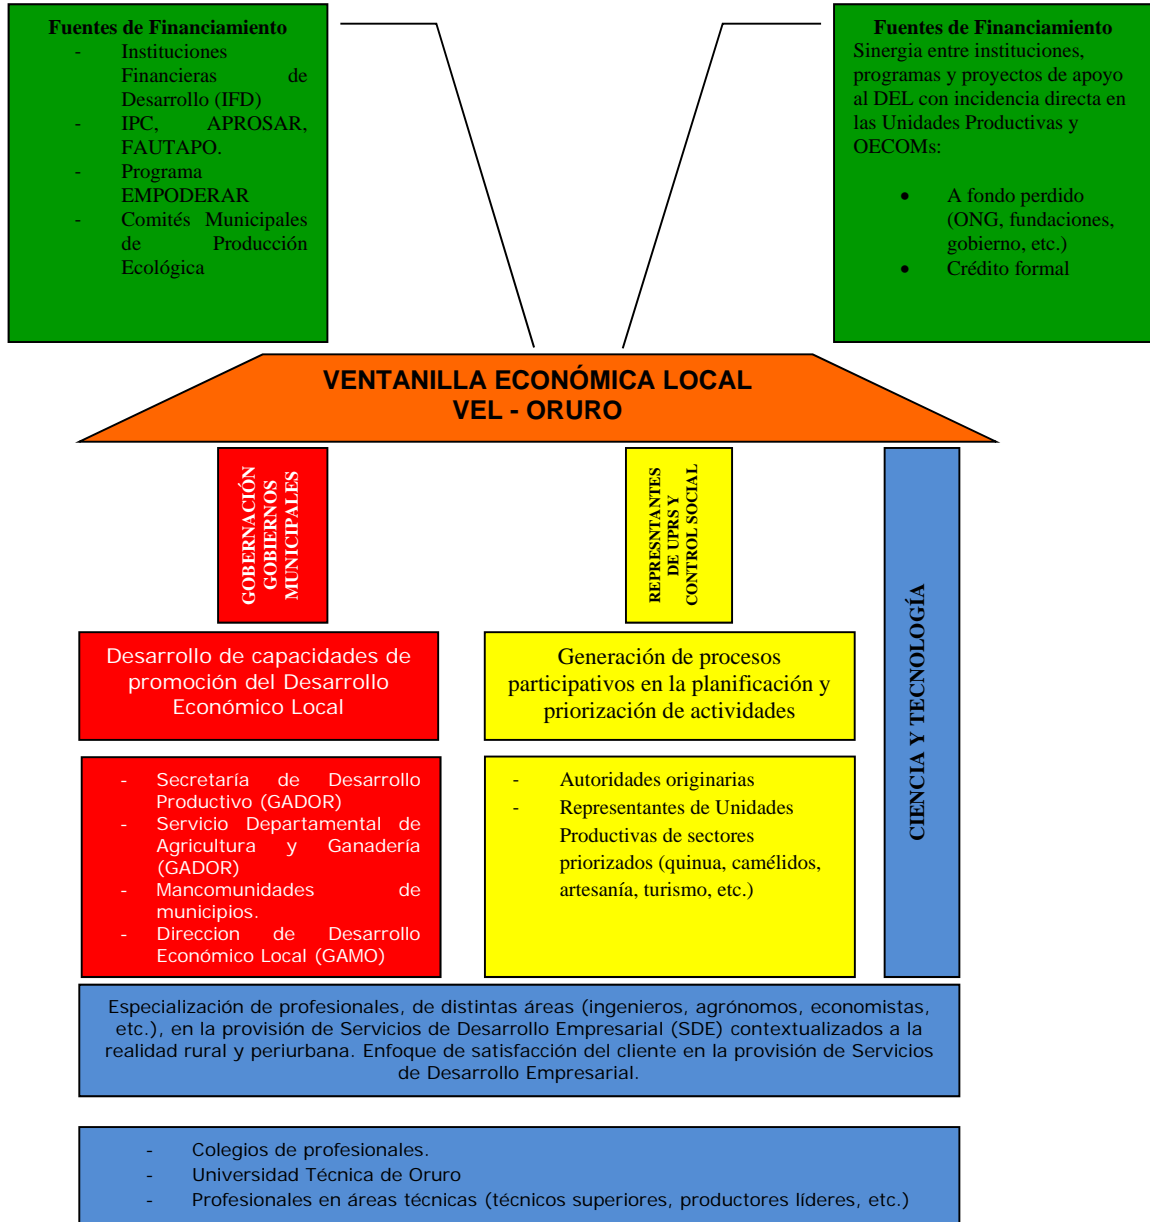 Fuentes de Financiamiento
- Instituciones
Financieras de
Desarrollo (IFD)
- IPC, APROSAR,
FAUTAPO.
- Programa
EMPODERAR
- Comités Municipales
de Producción
Ecológica
Fuentes de Financiamiento
Sinergia entre instituciones,
programas y proyectos de apoyo
al DEL con incidencia directa en
las Unidades Productivas y
OECOMs:
• A fondo perdido
(ONG, fundaciones,
gobierno, etc.)
• Crédito formal
VENTANILLA ECONÓMICA LOCAL
VEL - ORURO
GOBERNACIÓN
GOBIERNOS
MUNICIPALES
REPRESNTANTES
DE UPRS Y
CONTROL SOCIAL
CIENCIA Y TECNOLOGÍA
Desarrollo de capacidades de
promoción del Desarrollo
Económico Local
Generación de procesos
participativos en la planificación y
priorización de actividades
- Secretaría de Desarrollo
Productivo (GADOR)
- Servicio Departamental de
Agricultura y Ganadería
(GADOR)
- Mancomunidades de
municipios.
- Direccion de Desarrollo
Económico Local (GAMO)
- Autoridades originarias
- Representantes de Unidades
Productivas de sectores
priorizados (quinua, camélidos,
artesanía, turismo, etc.)
Especialización de profesionales, de distintas áreas (ingenieros, agrónomos, economistas,
etc.), en la provisión de Servicios de Desarrollo Empresarial (SDE) contextualizados a la
realidad rural y periurbana. Enfoque de satisfacción del cliente en la provisión de Servicios
de Desarrollo Empresarial.
- Colegios de profesionales.
- Universidad Técnica de Oruro
- Profesionales en áreas técnicas (técnicos superiores, productores líderes, etc.)